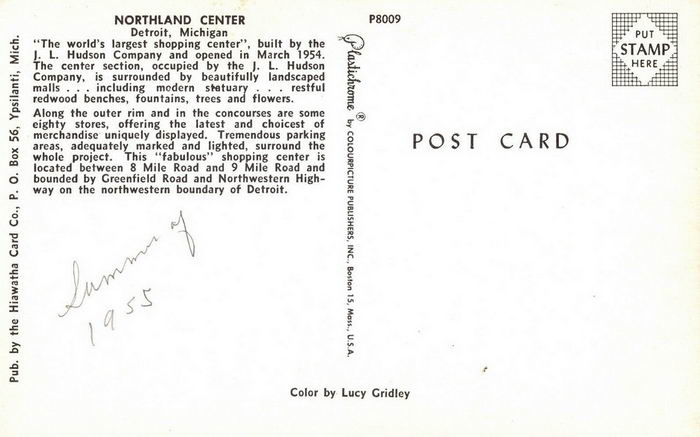 NORTHLAND CENTER
Detroit, Michigan
"The world's largest shopping center", built by the
J. L. Hudson Company and opened in March 1954.
The center section, occupied by the J. L. Hudson
Company, is surrounded by beautifully landscaped
malls . . . including modern statuary . . . restful
redwood benches, fountains, trees and flowers.
Along the outer rim and in the concourses are some
eighty stores, offering the latest and choicest of
merchandise uniquely displayed. Tremendous parking
areas, adequately marked and lighted, surround the
whole project. This "fabulous" shopping center is
located between 8 Mile Road and 9 Mile Road and
bounded by Greenfield Road and Northwestern High-
way on the northwestern boundary of Detroit.
Summer of
1955
Pub. by the Hiawatha Card Co., P. O. Box 56, Ypsilanti, Mich.
P8009
Plastichrome ® by COLOURPICTURE PUBLISHERS, INC., Boston 15, Mass., U.S.A.
PUT
STAMP
HERE
POST CARD
Color by Lucy Gridley